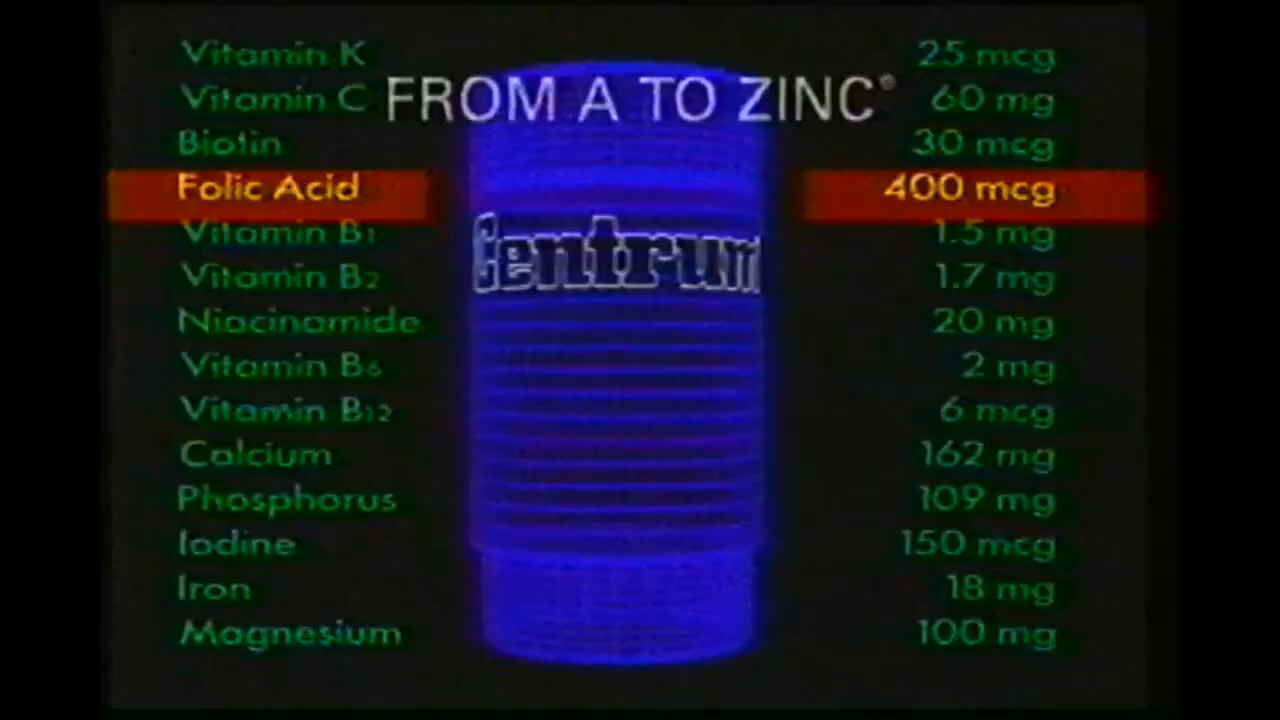 Vitamin K 25 mcg
FROM A TO ZINC®
Vitamin C 60 mg
Biotin 30 mcg
Folic Acid 400 mcg
Vitamin B1 1.5 mg
Centrum
Vitamin B2 1.7 mg
Niacinamide 20 mg
Vitamin B6 2 mg
Vitamin B12 6 mcg
Calcium 162 mg
Phosphorus 109 mg
Iodine 150 mcg
Iron 18 mg
Magnesium 100 mg